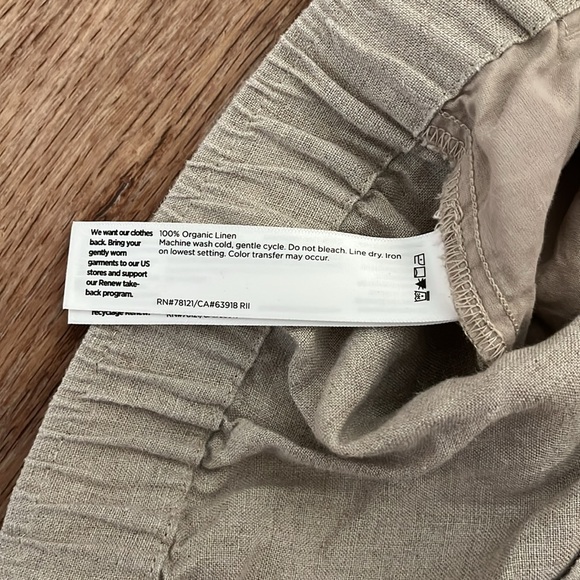 We want our clothes
back. Bring your
gently worn
garments to our US
stores and support
our Renew take-
back program.
100% Organic Linen
Machine wash cold, gentle cycle. Do not bleach. Line dry. Iron
on lowest setting. Color transfer may occur.
RN#78121/CA#63918 RII
recyclage Renew.